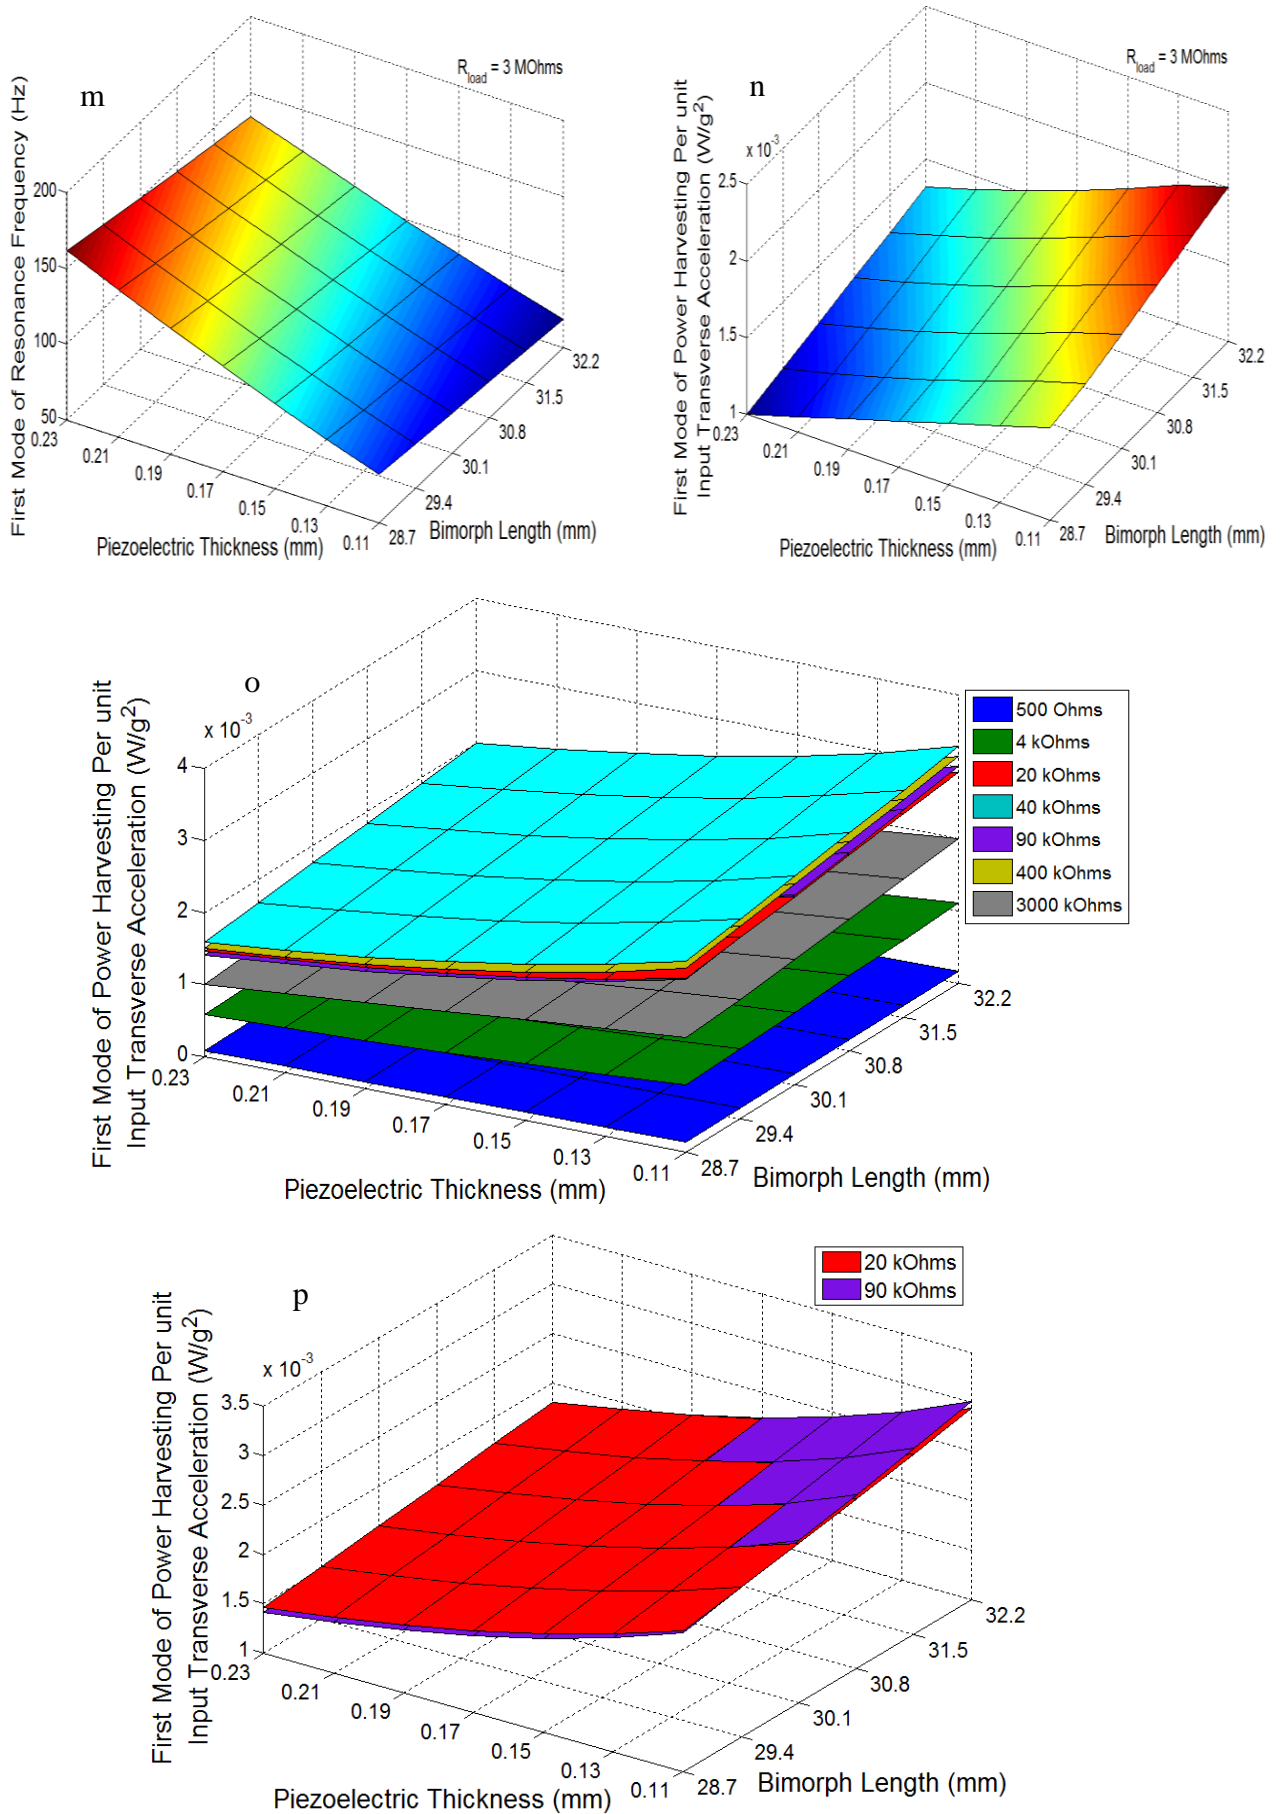 m
R_load = 3 MOhms
First Mode of Resonance Frequency (Hz)
200
150
100
50
0.23
0.21
0.19
0.17
0.15
0.13
0.11
Piezoelectric Thickness (mm)
28.7
29.4
30.1
30.8
31.5
32.2
Bimorph Length (mm)
n
R_load = 3 MOhms
First Mode of Power Harvesting Per unit
Input Transverse Acceleration (W/g²)
x 10⁻³
2.5
2
1.5
1
0.23
0.21
0.19
0.17
0.15
0.13
0.11
Piezoelectric Thickness (mm)
28.7
29.4
30.1
30.8
31.5
32.2
Bimorph Length (mm)
o
First Mode of Power Harvesting Per unit
Input Transverse Acceleration (W/g²)
x 10⁻³
4
3
2
1
0
0.23
0.21
0.19
0.17
0.15
0.13
0.11
Piezoelectric Thickness (mm)
28.7
29.4
30.1
30.8
31.5
32.2
Bimorph Length (mm)
500 Ohms
4 kOhms
20 kOhms
40 kOhms
90 kOhms
400 kOhms
3000 kOhms
p
First Mode of Power Harvesting Per unit
Input Transverse Acceleration (W/g²)
x 10⁻³
3.5
3
2.5
2
1.5
1
0.23
0.21
0.19
0.17
0.15
0.13
0.11
Piezoelectric Thickness (mm)
28.7
29.4
30.1
30.8
31.5
32.2
Bimorph Length (mm)
20 kOhms
90 kOhms